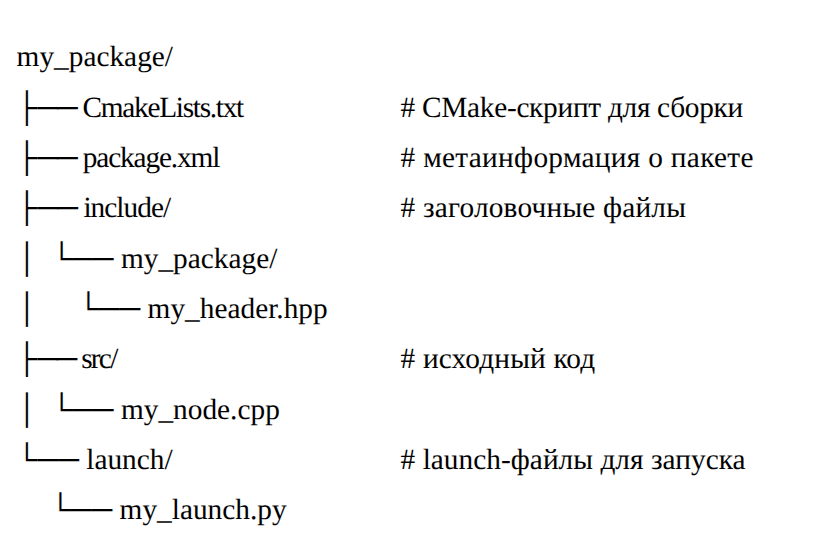 my_package/
├── CmakeLists.txt # CMake-скрипт для сборки
├── package.xml # метаинформация о пакете
├── include/ # заголовочные файлы
│ └── my_package/
│ └── my_header.hpp
├── src/ # исходный код
│ └── my_node.cpp
└── launch/ # launch-файлы для запуска
└── my_launch.py